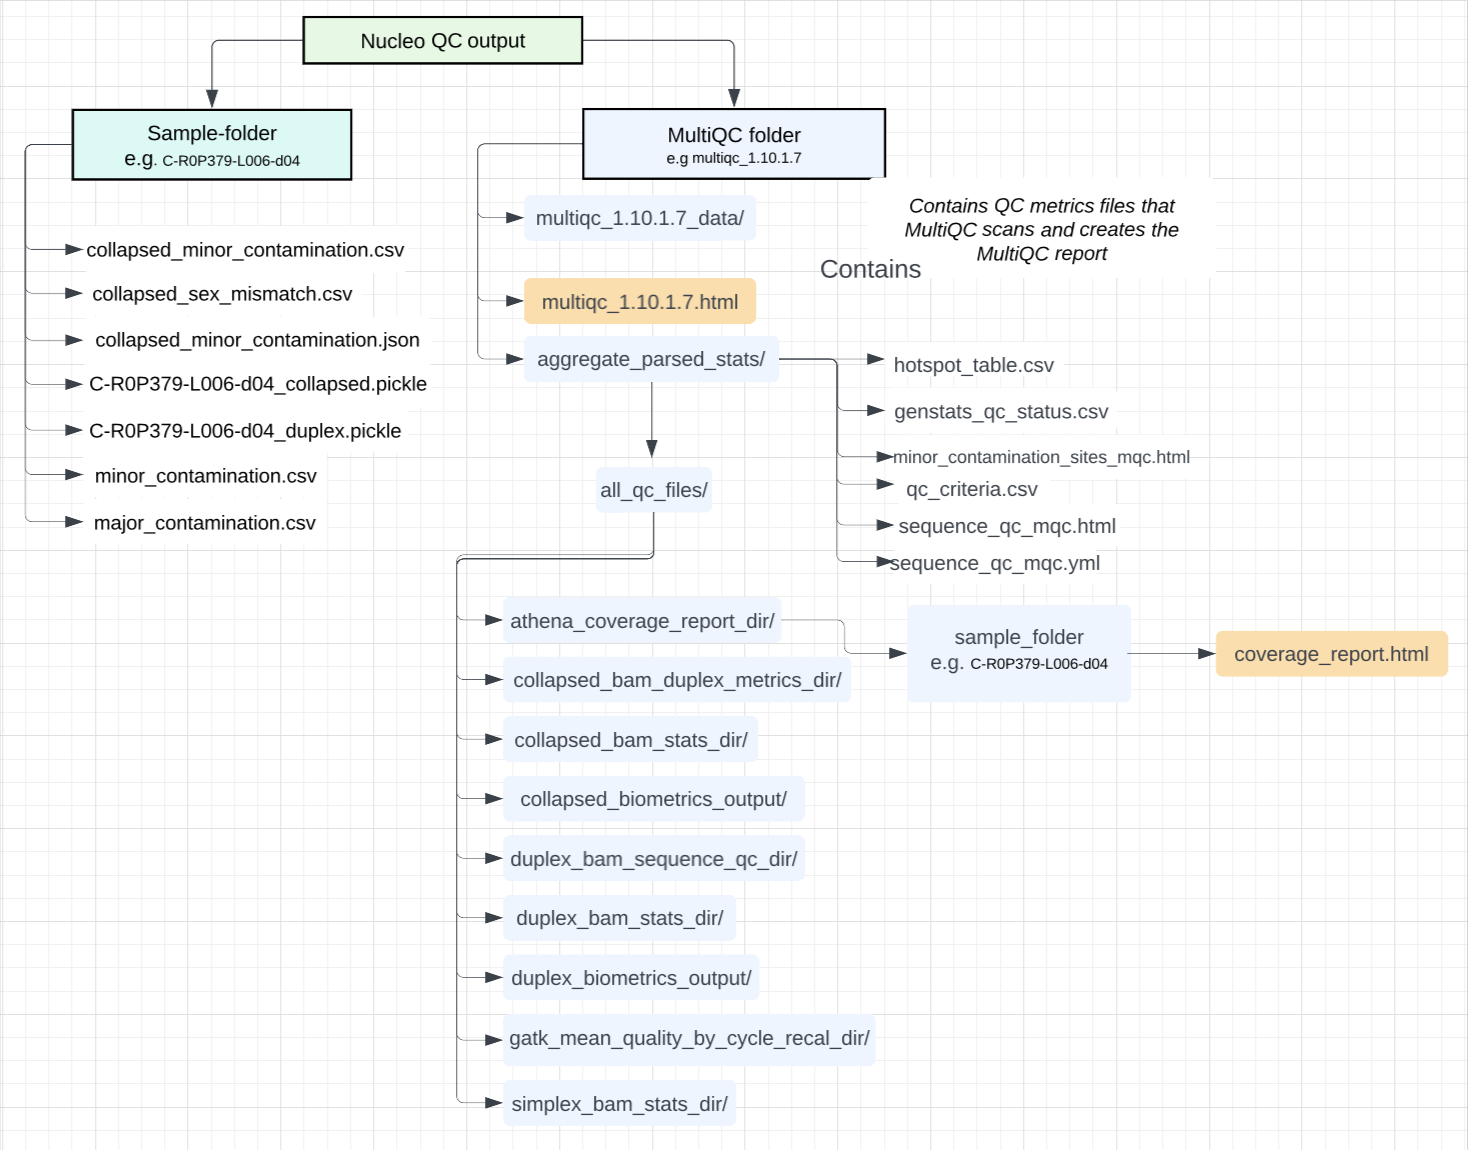 Nucleo QC output
Sample-folder
e.g. C-R0P379-L006-d04
collapsed_minor_contamination.csv
collapsed_sex_mismatch.csv
collapsed_minor_contamination.json
C-R0P379-L006-d04_collapsed.pickle
C-R0P379-L006-d04_duplex.pickle
minor_contamination.csv
major_contamination.csv
MultiQC folder
e.g multiqc_1.10.1.7
multiqc_1.10.1.7_data/
Contains QC metrics files that
MultiQC scans and creates the
MultiQC report
Contains
multiqc_1.10.1.7.html
aggregate_parsed_stats/
hotspot_table.csv
genstats_qc_status.csv
minor_contamination_sites_mqc.html
qc_criteria.csv
sequence_qc_mqc.html
sequence_qc_mqc.yml
all_qc_files/
athena_coverage_report_dir/
sample_folder
e.g. C-R0P379-L006-d04
coverage_report.html
collapsed_bam_duplex_metrics_dir/
collapsed_bam_stats_dir/
collapsed_biometrics_output/
duplex_bam_sequence_qc_dir/
duplex_bam_stats_dir/
duplex_biometrics_output/
gatk_mean_quality_by_cycle_recal_dir/
simplex_bam_stats_dir/